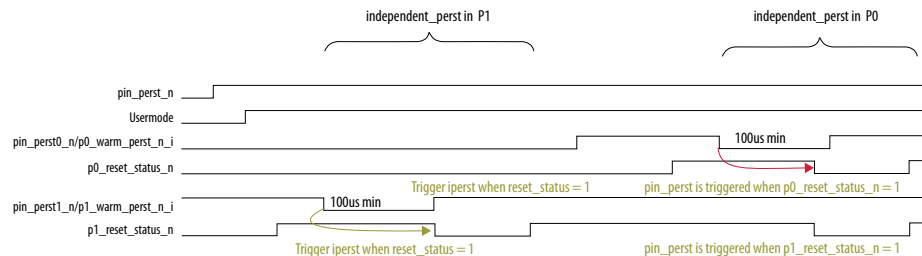 independent_perst in P1
independent_perst in P0
pin_perst_n
Usermode
pin_perst0_n/p0_warm_perst_n_i
100us min
p0_reset_status_n
Trigger iperst when reset_status = 1
pin_perst is triggered when p0_reset_status_n = 1
pin_perst1_n/p1_warm_perst_n_i
100us min
p1_reset_status_n
Trigger iperst when reset_status = 1
pin_perst is triggered when p1_reset_status_n = 1